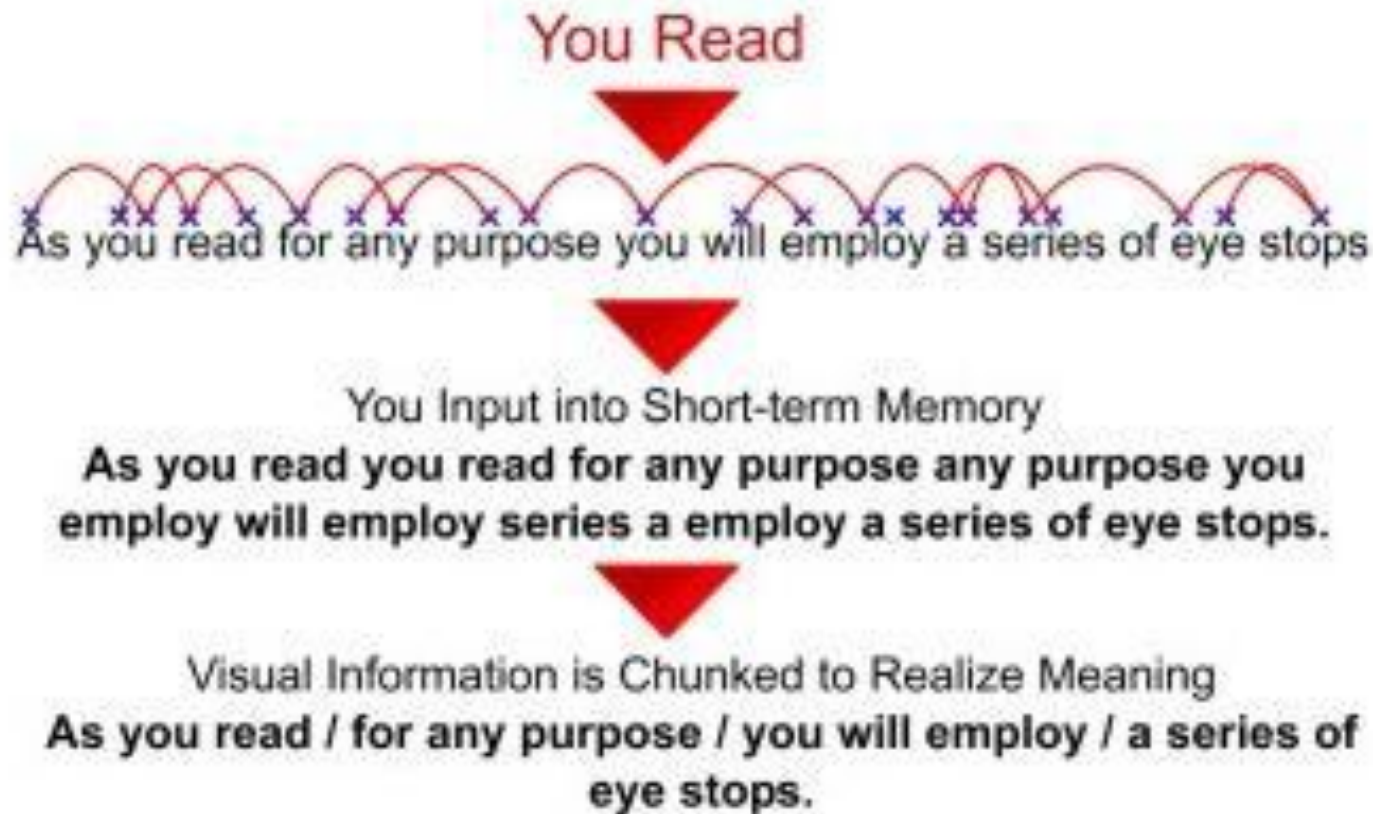 You Read
As you read for any purpose you will employ a series of eye stops
You Input into Short-term Memory
As you read you read for any purpose any purpose you
employ will employ series a employ a series of eye stops.
Visual Information is Chunked to Realize Meaning
As you read / for any purpose / you will employ / a series of
eye stops.